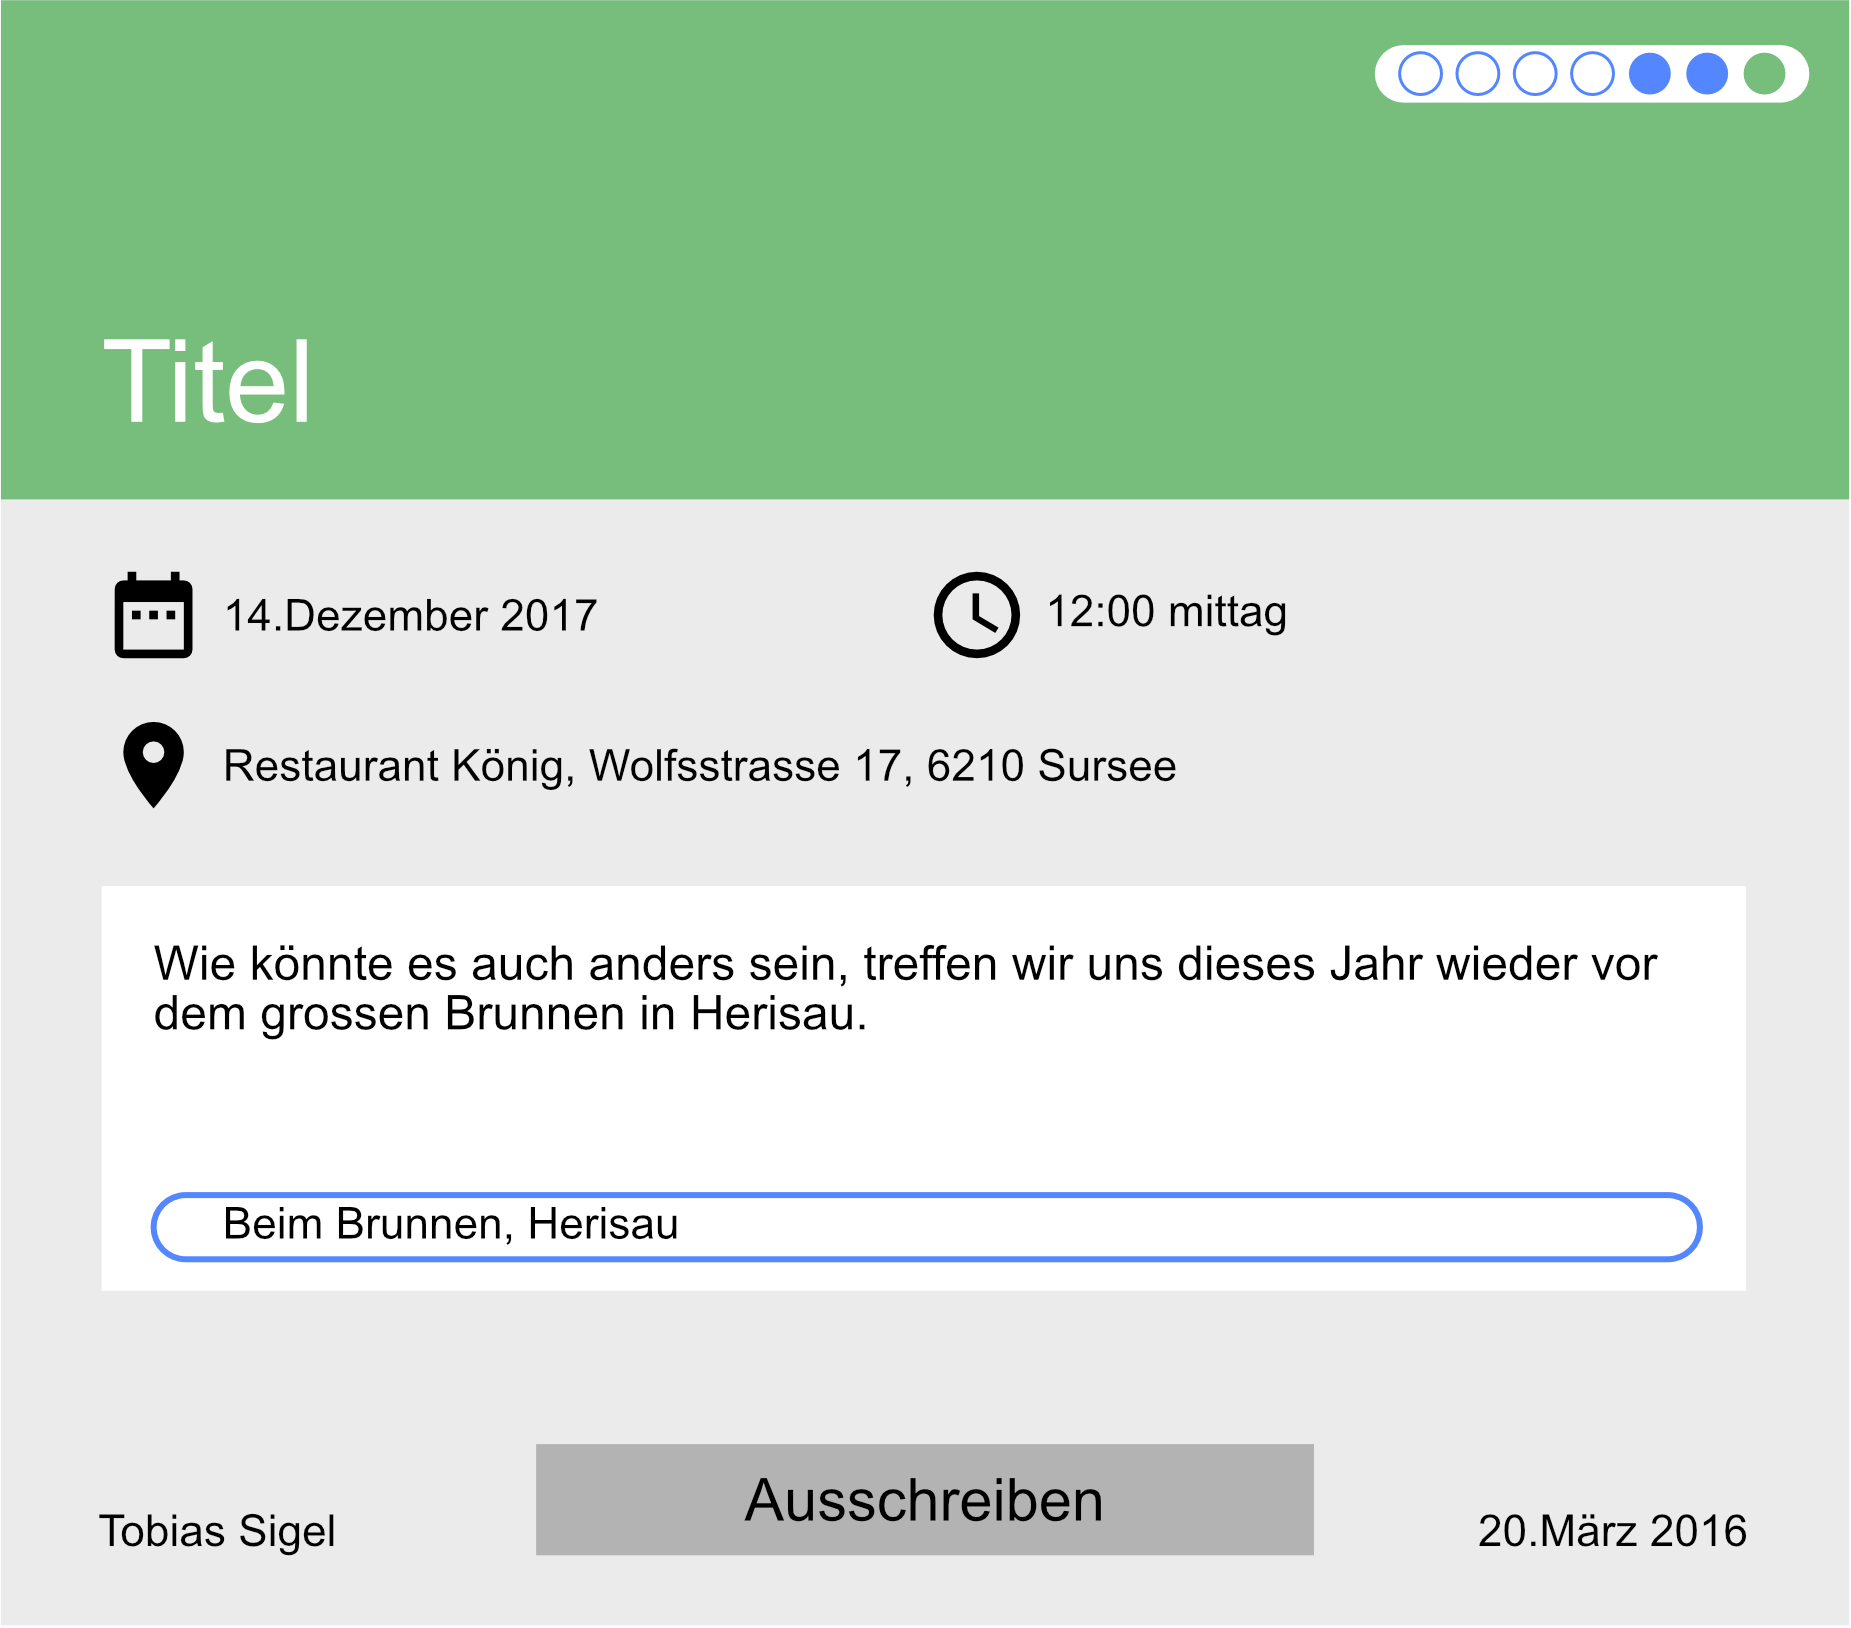 Titel
14.Dezember 2017
12:00 mittag
Restaurant König, Wolfsstrasse 17, 6210 Sursee
Wie könnte es auch anders sein, treffen wir uns dieses Jahr wieder vor
dem grossen Brunnen in Herisau.
Beim Brunnen, Herisau
Ausschreiben
Tobias Sigel
20.März 2016